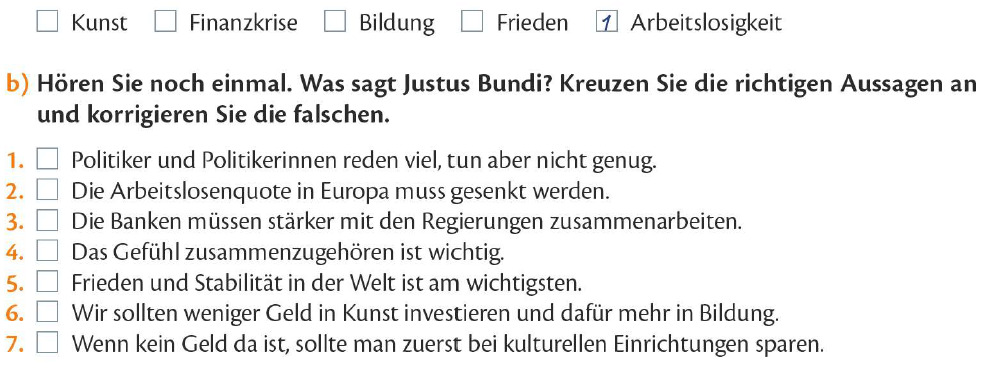 Kunst Finanzkrise Bildung Frieden 1 Arbeitslosigkeit
b) Hören Sie noch einmal. Was sagt Justus Bundi? Kreuzen Sie die richtigen Aussagen an
und korrigieren Sie die falschen.
1. Politiker und Politikerinnen reden viel, tun aber nicht genug.
2. Die Arbeitslosenquote in Europa muss gesenkt werden.
3. Die Banken müssen stärker mit den Regierungen zusammenarbeiten.
4. Das Gefühl zusammenzugehören ist wichtig.
5. Frieden und Stabilität in der Welt ist am wichtigsten.
6. Wir sollten weniger Geld in Kunst investieren und dafür mehr in Bildung.
7. Wenn kein Geld da ist, sollte man zuerst bei kulturellen Einrichtungen sparen.